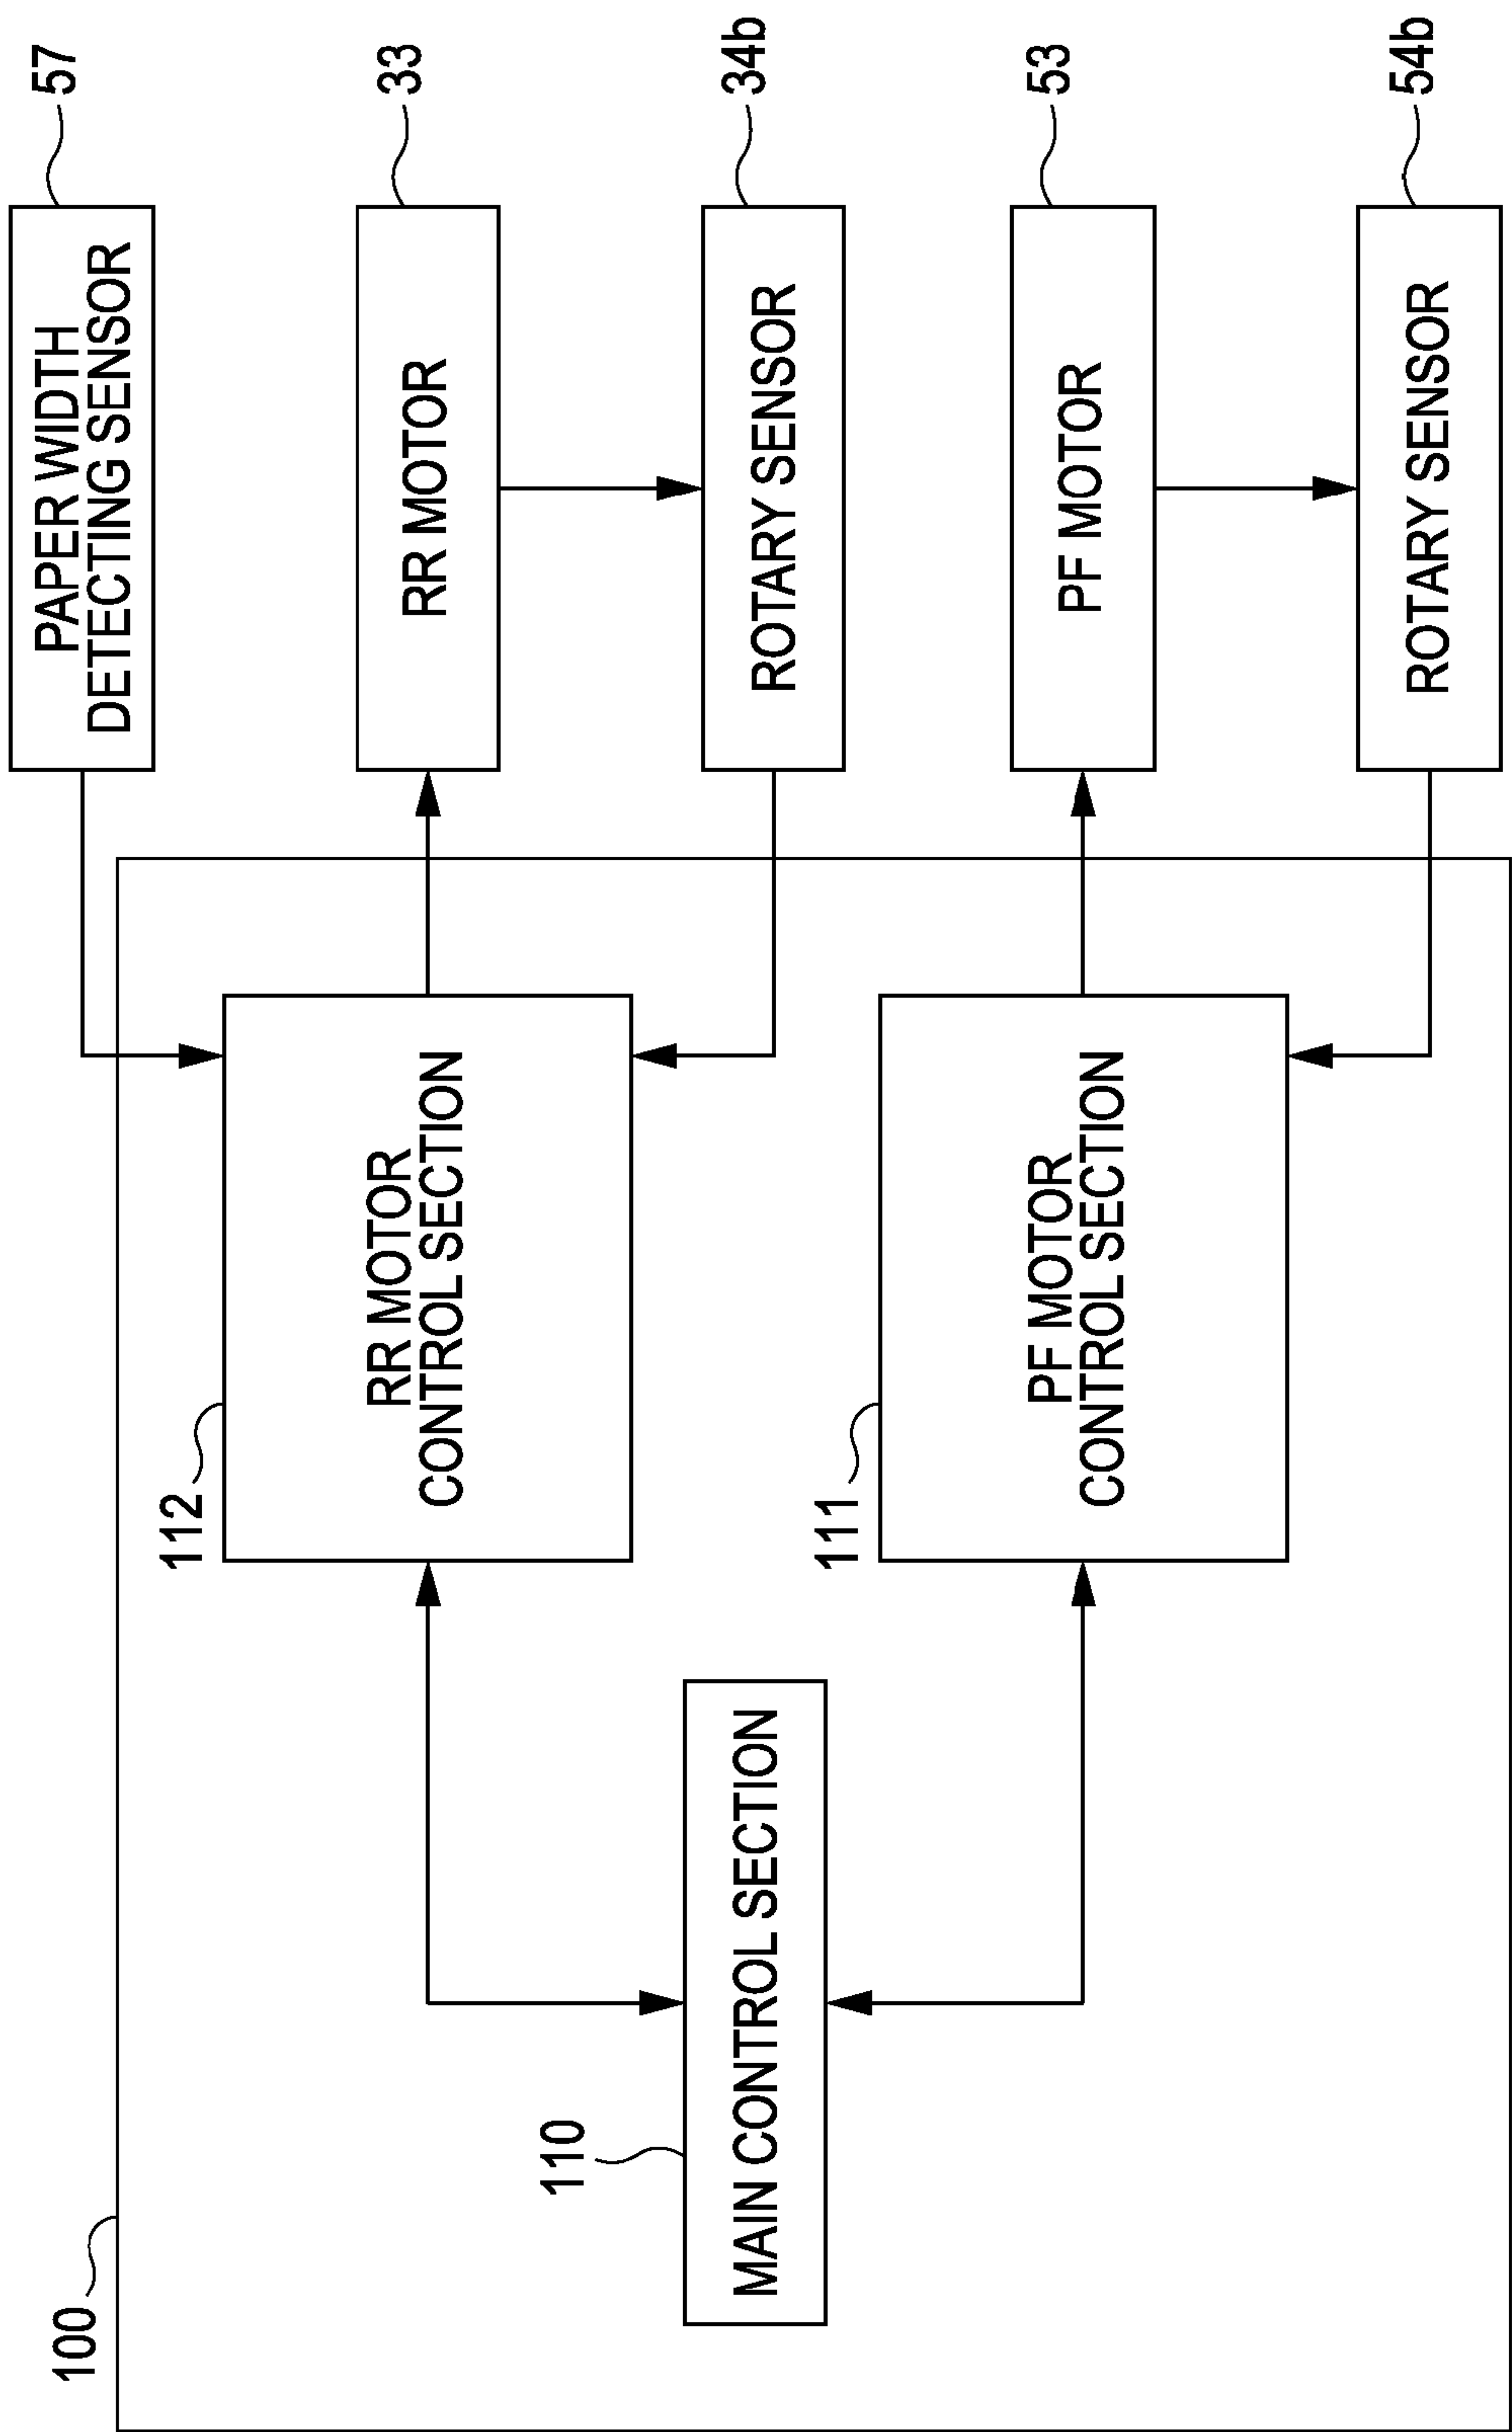 100
110
MAIN CONTROL SECTION
112
RR MOTOR
CONTROL SECTION
111
PF MOTOR
CONTROL SECTION
PAPER WIDTH
DETECTING SENSOR
57
RR MOTOR
33
ROTARY SENSOR
34b
PF MOTOR
53
ROTARY SENSOR
54b